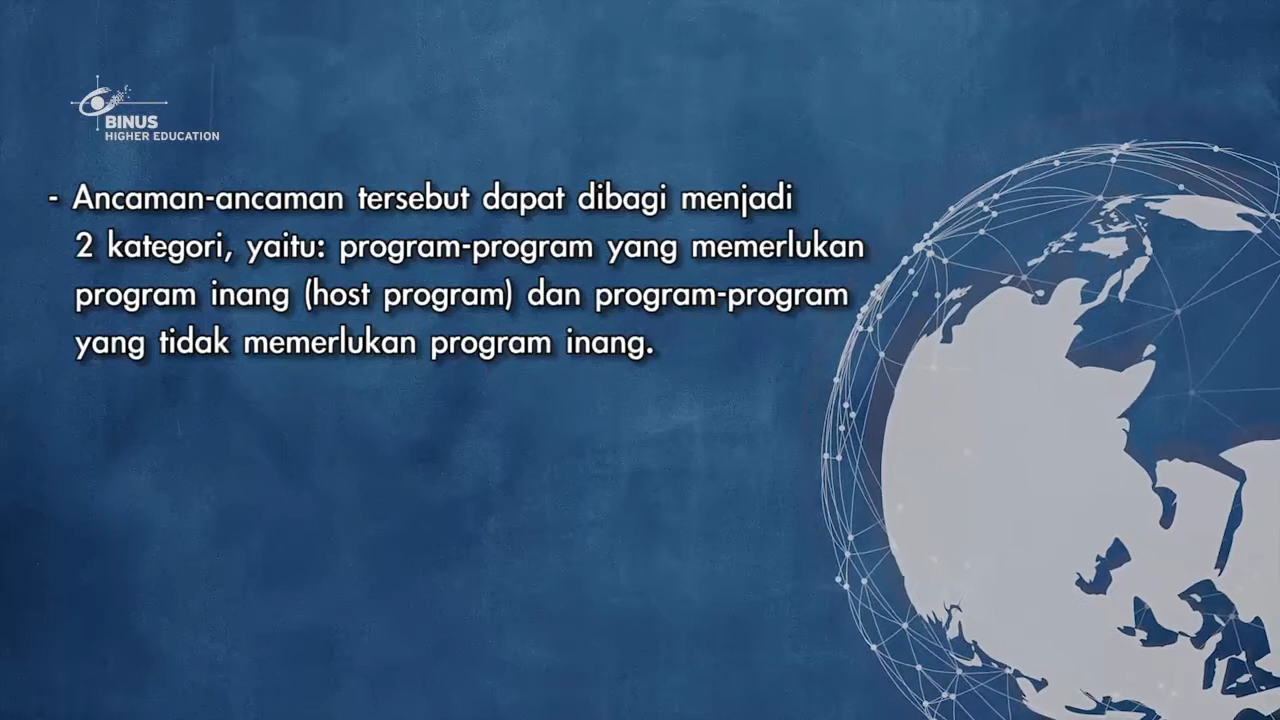 BINUS
HIGHER EDUCATION
- Ancaman-ancaman tersebut dapat dibagi menjadi
2 kategori, yaitu: program-program yang memerlukan
program inang (host program) dan program-program
yang tidak memerlukan program inang.